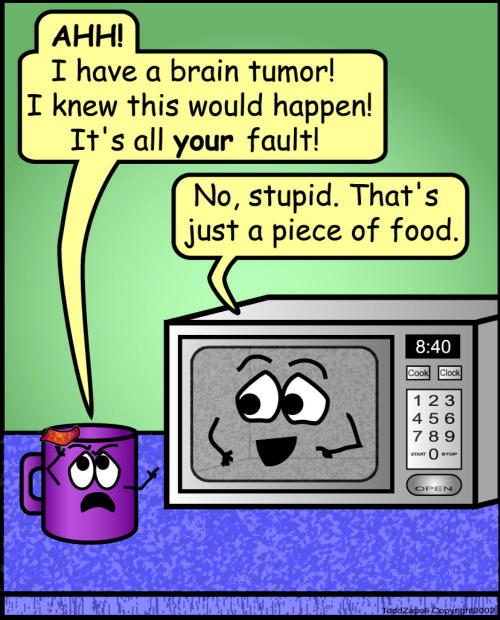 AHH!
I have a brain tumor!
I knew this would happen!
It's all your fault!
No, stupid. That's
just a piece of food.
8:40
Cook Clock
1 2 3
4 5 6
7 8 9
START 0 STOP
OPEN
ToddZapoli Copyright2002